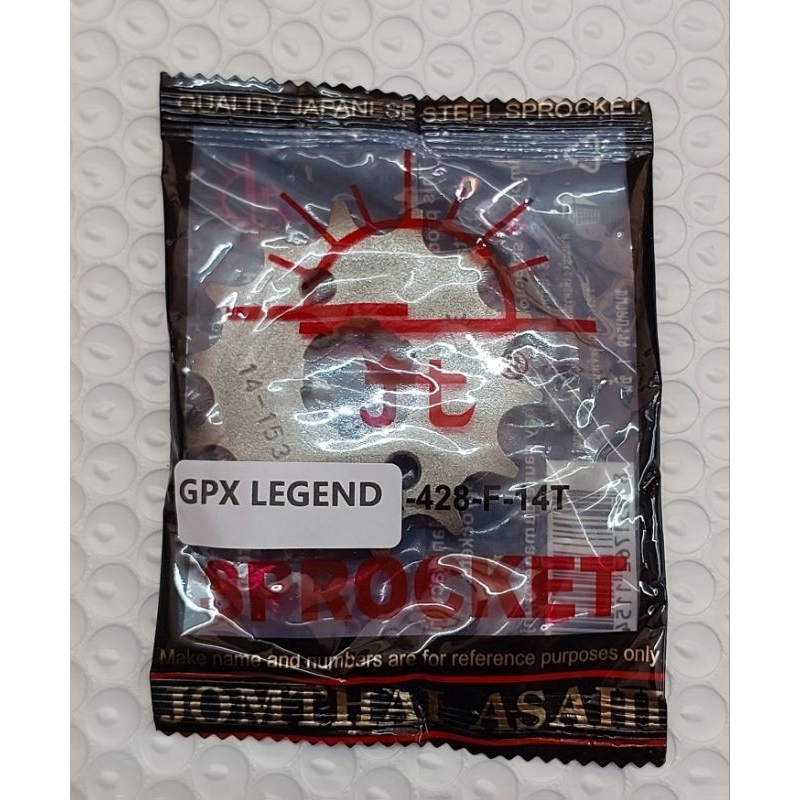 QUALITY JAPANESE STEEL SPROCKET
jt®
14-153
GPX LEGEND -428-F-14T
SPROCKET
Make name and numbers are for reference purposes only
JOMTHAI ASAHI